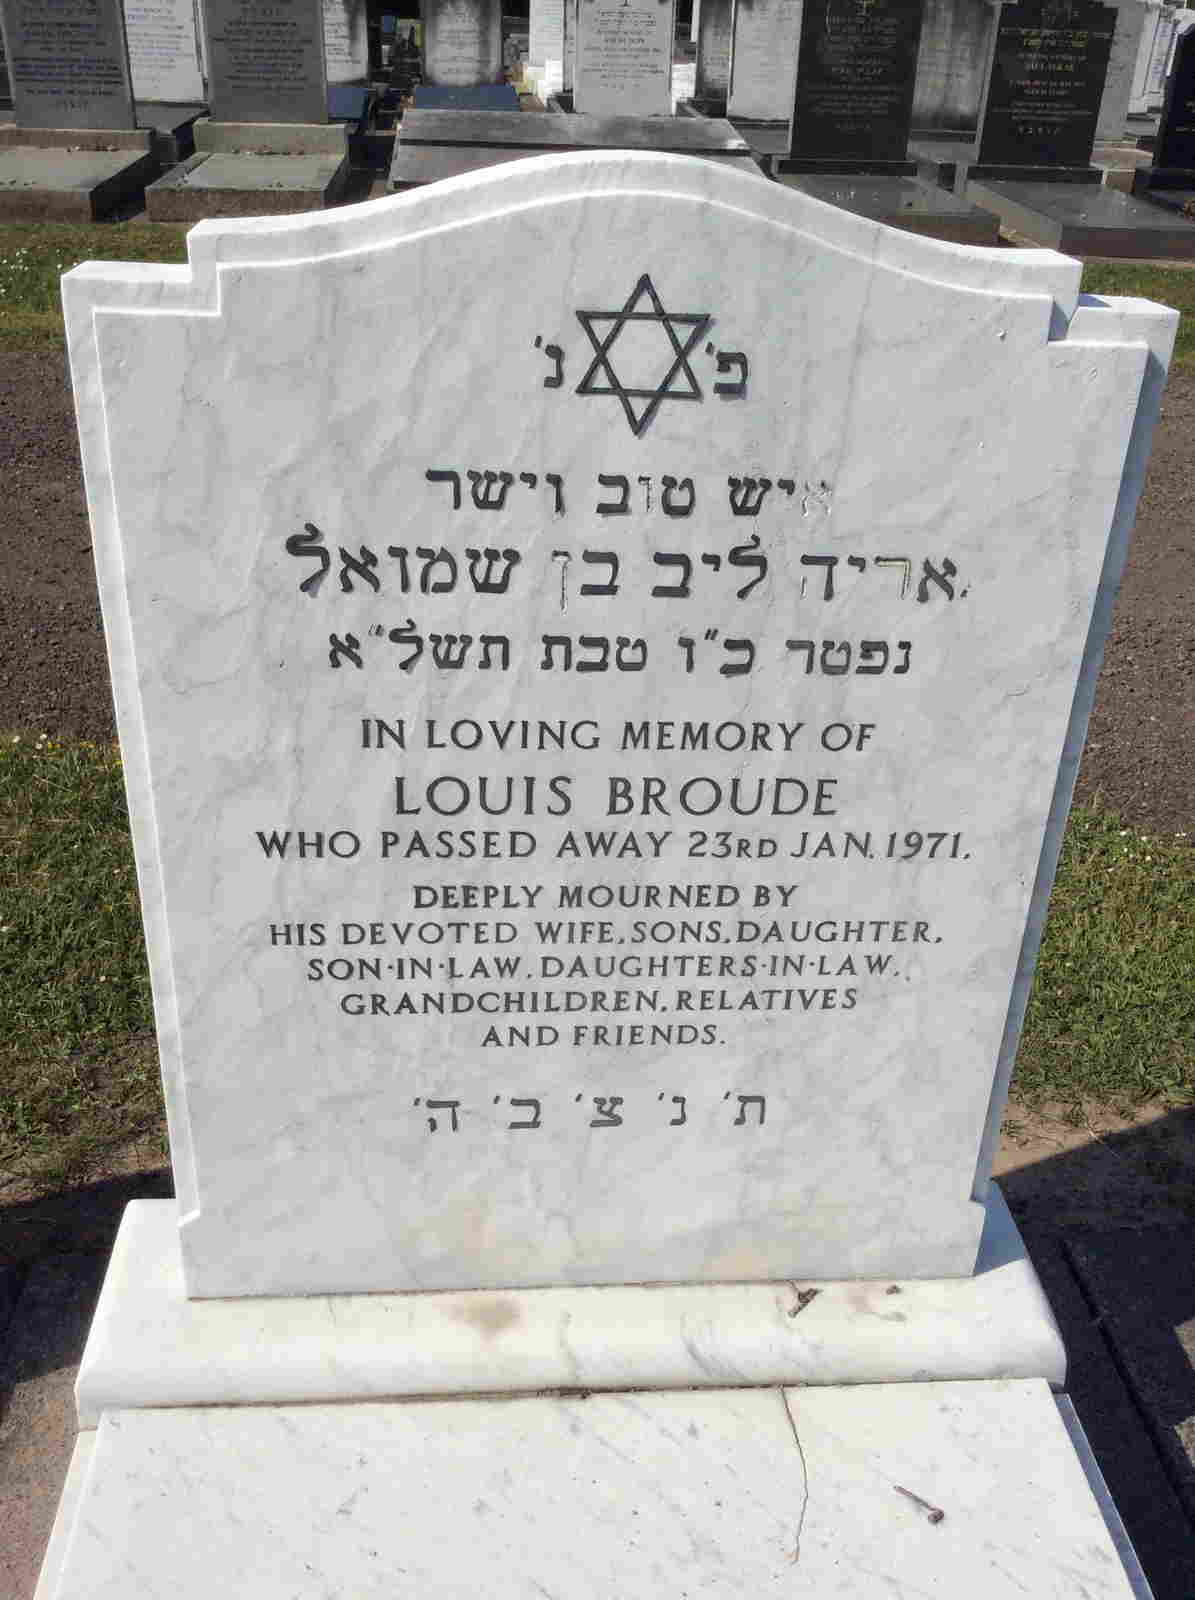 פ' נ'
איש טוב וישר
אריה ליב בן שמואל
נפטר כ"ו טבת תשל"א
IN LOVING MEMORY OF
LOUIS BROUDE
WHO PASSED AWAY 23RD JAN. 1971.
DEEPLY MOURNED BY
HIS DEVOTED WIFE, SONS, DAUGHTER,
SON-IN-LAW, DAUGHTERS-IN-LAW,
GRANDCHILDREN, RELATIVES
AND FRIENDS.
ת' נ' צ' ב' ה'